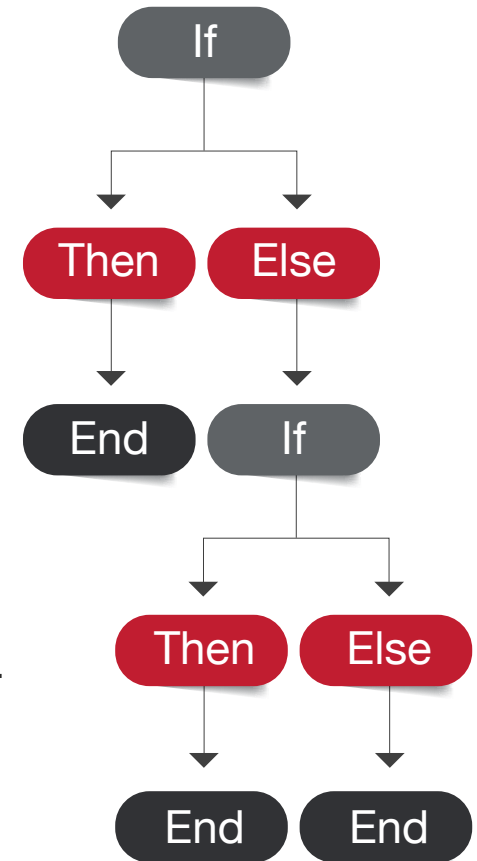 If
Then Else
End If
Then Else
End End